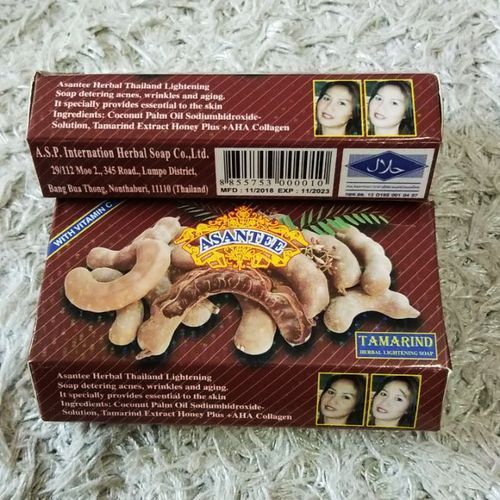 Asantee Herbal Thailand Lightening
Soap detering acnes, wrinkles and aging.
It specially provides essential to the skin
Ingredients: Coconut Palm Oil Sodiumhidroxide-
Solution, Tamarind Extract Honey Plus +AHA Collagen
A.S.P. Internation Herbal Soap Co.,Ltd.
29/112 Moo 2., 345 Road., Lumpo District,
Bang Bua Thong, Nonthaburi, 11110 (Thailand)
8 855753 000010
MFD : 11/2018 EXP : 11/2023
حلال
WITH VITAMIN C
ASANTEE
TAMARIND
HERBAL LIGHTENING SOAP
Asantee Herbal Thailand Lightening
Soap detering acnes, wrinkles and aging.
It specially provides essential to the skin
Ingredients: Coconut Palm Oil Sodiumhidroxide-
Solution, Tamarind Extract Honey Plus +AHA Collagen